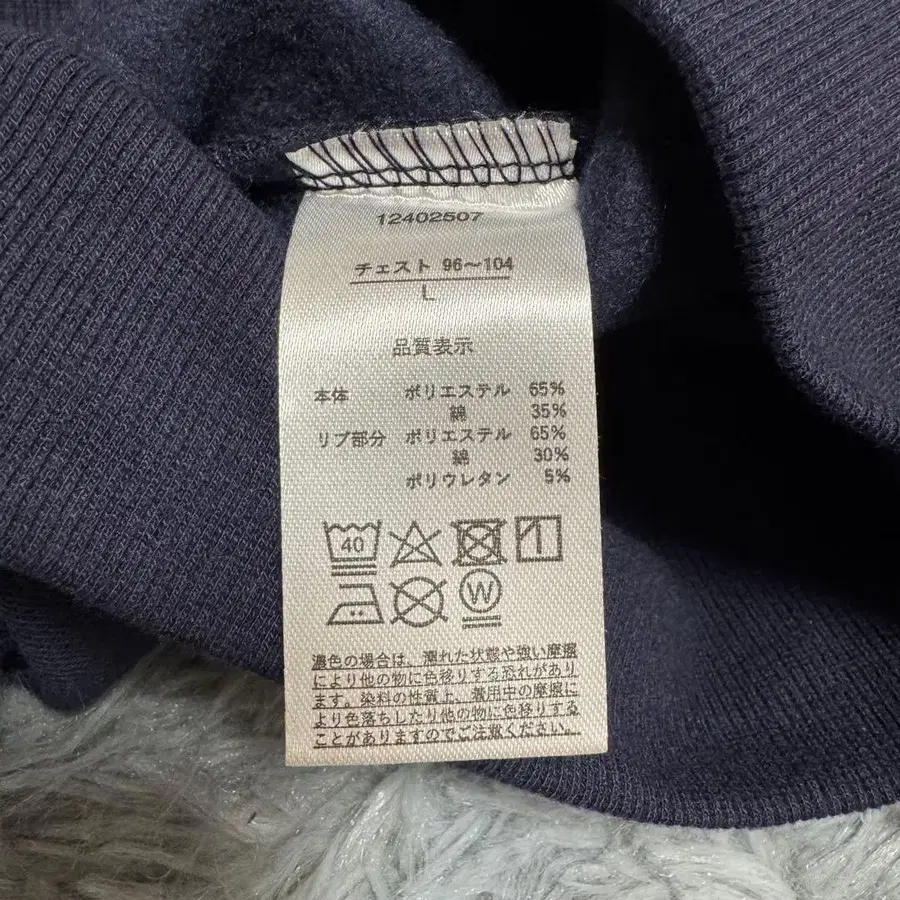 12402507
チェスト 96〜104
L
品質表示
本体 ポリエステル 65%
綿 35%
リブ部分 ポリエステル 65%
綿 30%
ポリウレタン 5%
40
W
濃色の場合は、濡れた状態や強い摩擦
により他の物に色移りする恐れがあり
ます。染料の性質上、着用中の摩擦に
より色落ちしたり他の物に色移りする
ことがありますのでご注意ください。